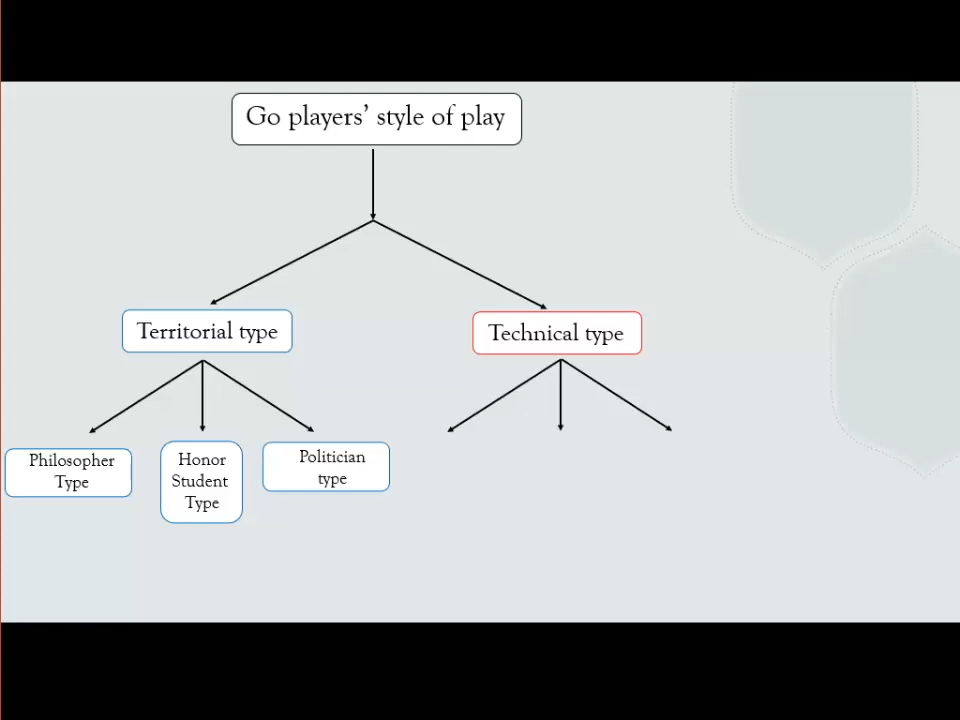 Go players’ style of play
Territorial type
Technical type
Philosopher
Type
Honor
Student
Type
Politician
type